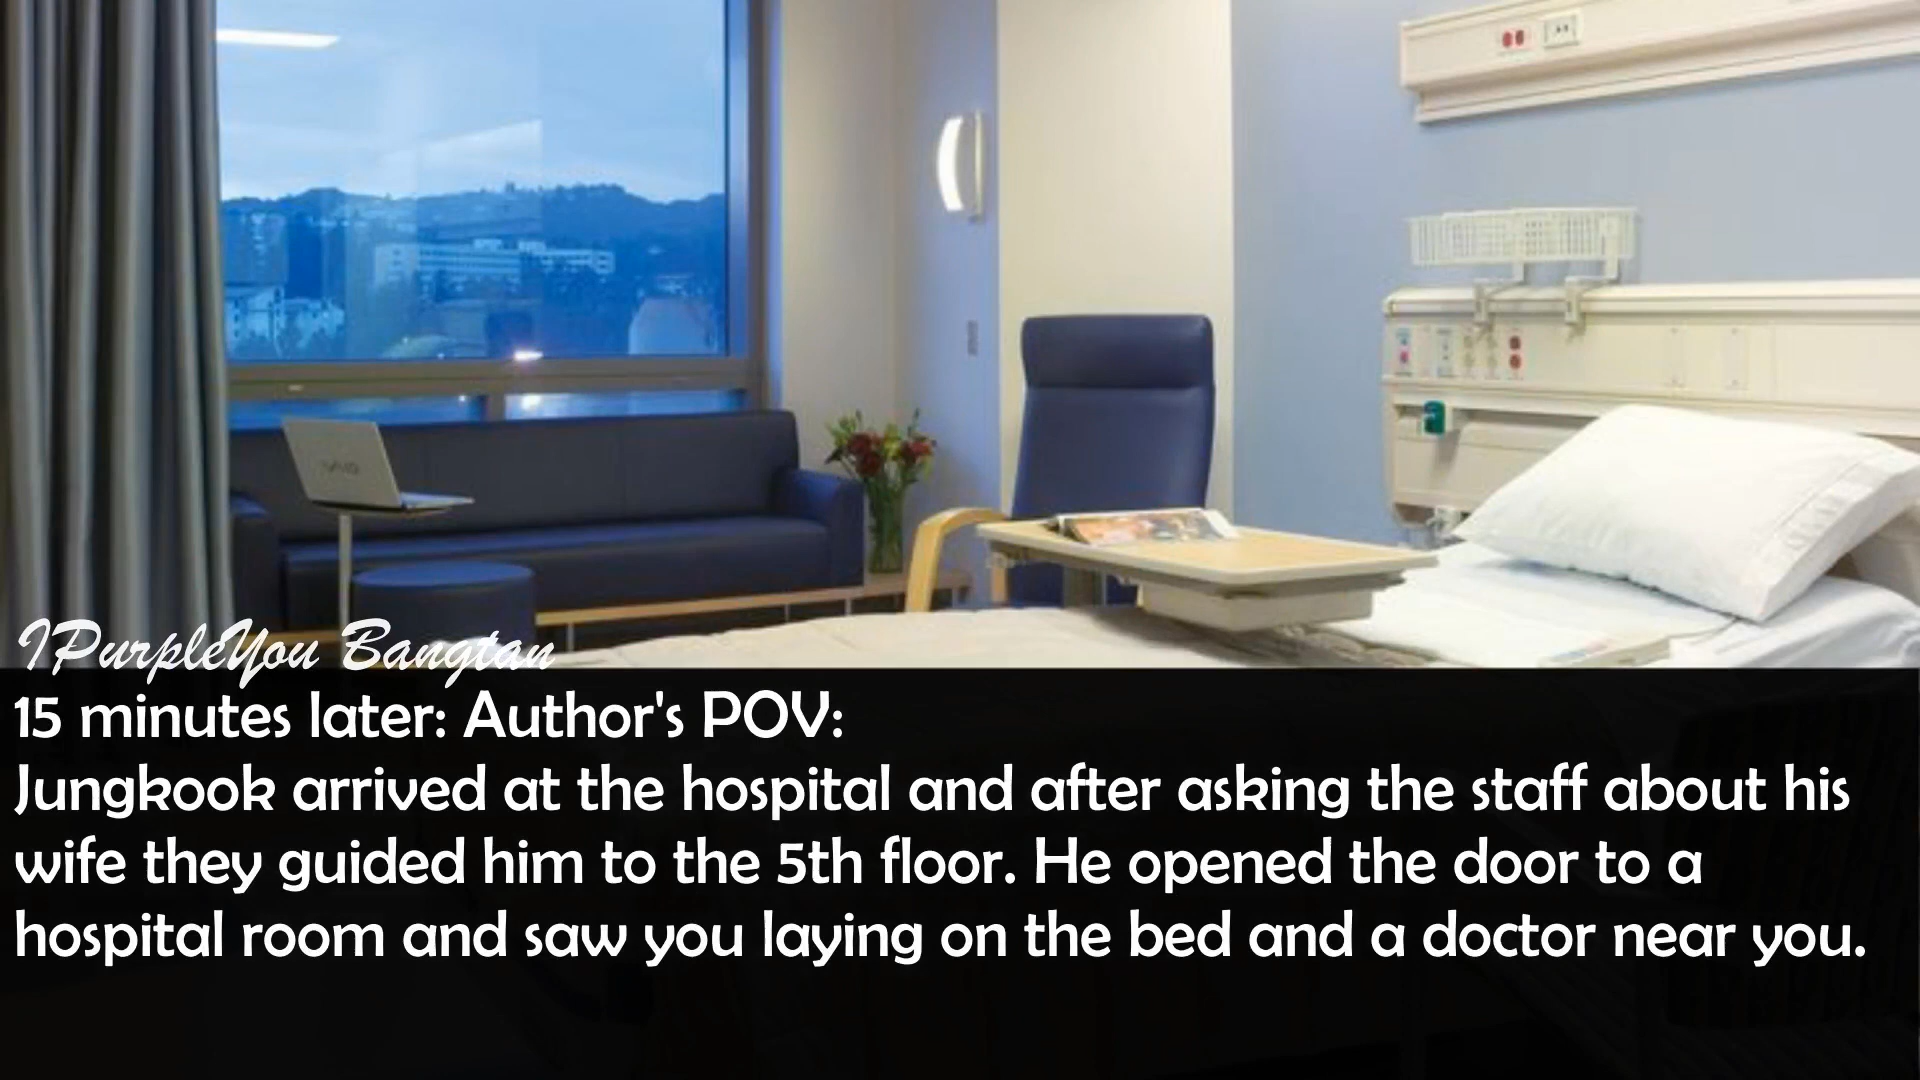 VAIO
IPurpleYou Bangtan
15 minutes later: Author's POV:
Jungkook arrived at the hospital and after asking the staff about his
wife they guided him to the 5th floor. He opened the door to a
hospital room and saw you laying on the bed and a doctor near you.